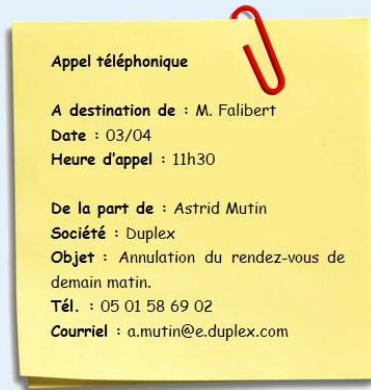 Appel téléphonique
A destination de : M. Falibert
Date : 03/04
Heure d'appel : 11h30
De la part de : Astrid Mutin
Société : Duplex
Objet : Annulation du rendez-vous de
demain matin.
Tél. : 05 01 58 69 02
Courriel : a.mutin@e.duplex.com